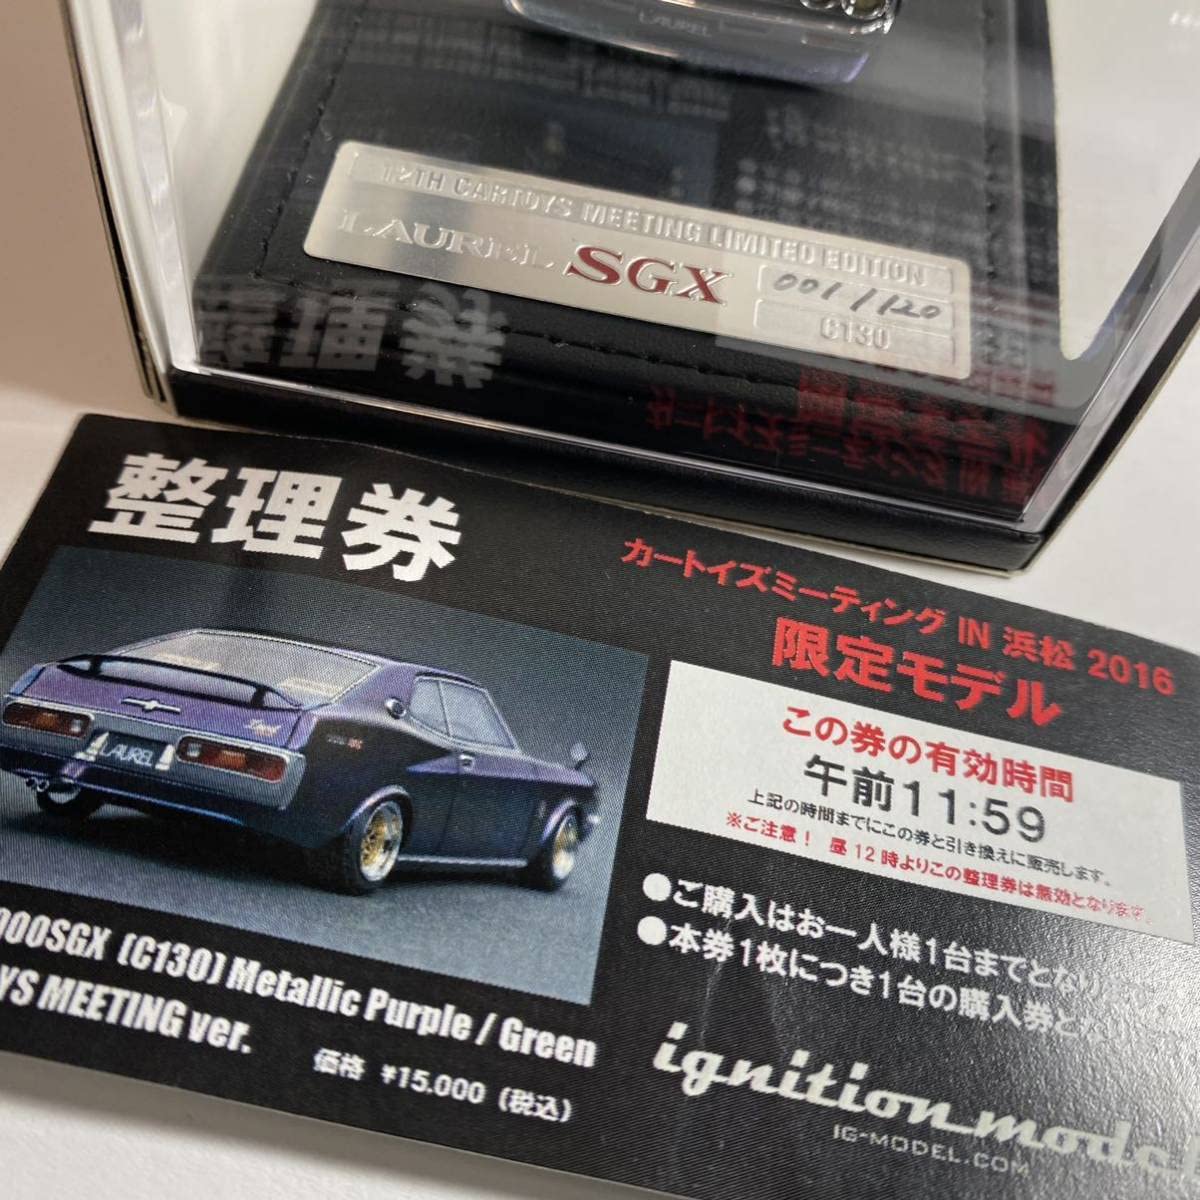 LAUREL
12TH CARTOYS MEETING LIMITED EDITION
LAUREL SGX
001/120
C130
整理券
カートイズミーティング IN 浜松 2016
限定モデル
この券の有効時間
午前11:59
上記の時間までにこの券と引き換えに販売します。
※ご注意! 昼12時よりこの整理券は無効となります。
●ご購入はお一人様1台までとなり
●本券1枚につき1台の購入券と
LAUREL
000SGX (C130) Metallic Purple / Green
YS MEETING ver.
価格 ¥15.000 (税込)
ignition model
IG-MODEL.COM